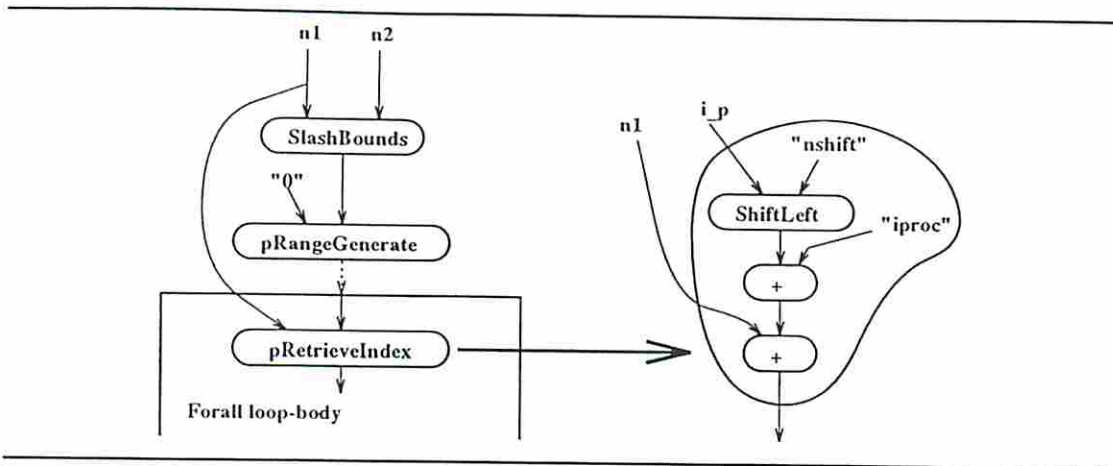 n1 n2
SlashBounds
"0"
pRangeGenerate
pRetrieveIndex
Forall loop-body
i_p
n1
"nshift"
ShiftLeft
"iproc"
+
+